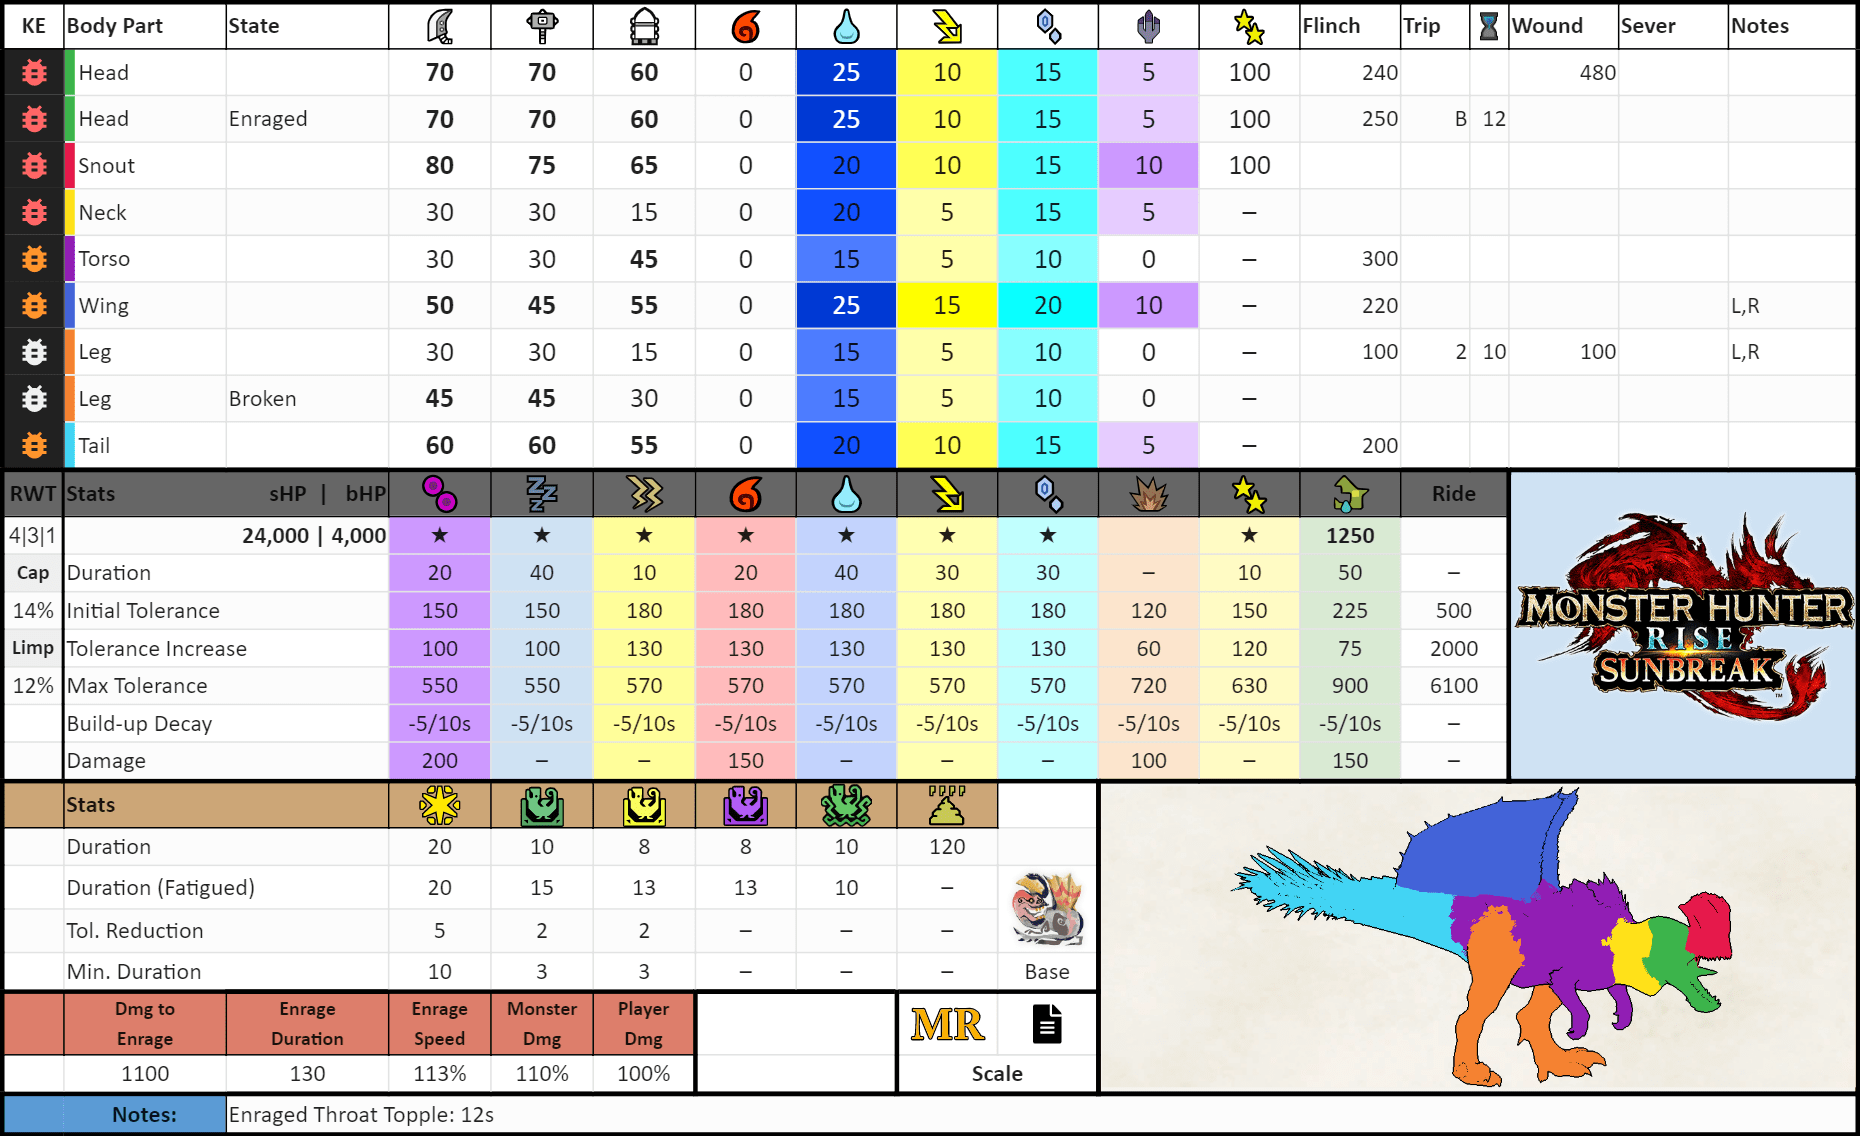 KE Body Part State Flinch Trip Wound Sever Notes
Head 70 70 60 0 25 10 15 5 100 240 480
Head Enraged 70 70 60 0 25 10 15 5 100 250 B 12
Snout 80 75 65 0 20 10 15 10 100
Neck 30 30 15 0 20 5 15 5 –
Torso 30 30 45 0 15 5 10 0 – 300
Wing 50 45 55 0 25 15 20 10 – 220 L,R
Leg 30 30 15 0 15 5 10 0 – 100 2 10 100 L,R
Leg Broken 45 45 30 0 15 5 10 0 –
Tail 60 60 55 0 20 10 15 5 – 200
RWT Stats sHP | bHP Ride
4|3|1 24,000 | 4,000 ★ ★ ★ ★ ★ ★ ★ ★ 1250
Cap Duration 20 40 10 20 40 30 30 – 10 50 –
14% Initial Tolerance 150 150 180 180 180 180 180 120 150 225 500
Limp Tolerance Increase 100 100 130 130 130 130 130 60 120 75 2000
12% Max Tolerance 550 550 570 570 570 570 570 720 630 900 6100
Build-up Decay -5/10s -5/10s -5/10s -5/10s -5/10s -5/10s -5/10s -5/10s -5/10s -5/10s –
Damage 200 – – 150 – – – 100 – 150 –
MONSTER HUNTER
RISE
SUNBREAK
TM
Stats
Duration 20 10 8 8 10 120
Duration (Fatigued) 20 15 13 13 10 –
Tol. Reduction 5 2 2 – – –
Min. Duration 10 3 3 – – – Base
Dmg to Enrage Enrage Monster Player
Enrage Duration Speed Dmg Dmg
MR
1100 130 113% 110% 100% Scale
Notes: Enraged Throat Topple: 12s